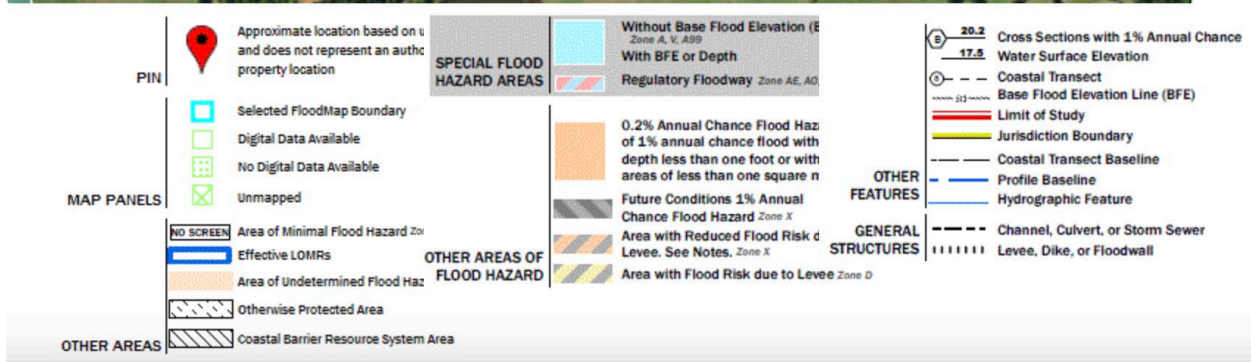 PIN
Approximate location based on u
and does not represent an autho
property location
MAP PANELS
Selected FloodMap Boundary
Digital Data Available
No Digital Data Available
Unmapped
OTHER AREAS
NO SCREEN Area of Minimal Flood Hazard Zo
Effective LOMRs
Area of Undetermined Flood Haz
Otherwise Protected Area
Coastal Barrier Resource System Area
SPECIAL FLOOD
HAZARD AREAS
Without Base Flood Elevation (B
Zone A, V, A99
With BFE or Depth
Regulatory Floodway Zone AE, AO,
OTHER AREAS OF
FLOOD HAZARD
0.2% Annual Chance Flood Haz
of 1% annual chance flood with
depth less than one foot or with
areas of less than one square m
Future Conditions 1% Annual
Chance Flood Hazard Zone X
Area with Reduced Flood Risk d
Levee. See Notes. Zone X
Area with Flood Risk due to Levee Zone D
OTHER
FEATURES
B 20.2 Cross Sections with 1% Annual Chance
17.5 Water Surface Elevation
8 Coastal Transect
513 Base Flood Elevation Line (BFE)
Limit of Study
Jurisdiction Boundary
Coastal Transect Baseline
Profile Baseline
Hydrographic Feature
GENERAL
STRUCTURES
Channel, Culvert, or Storm Sewer
Levee, Dike, or Floodwall